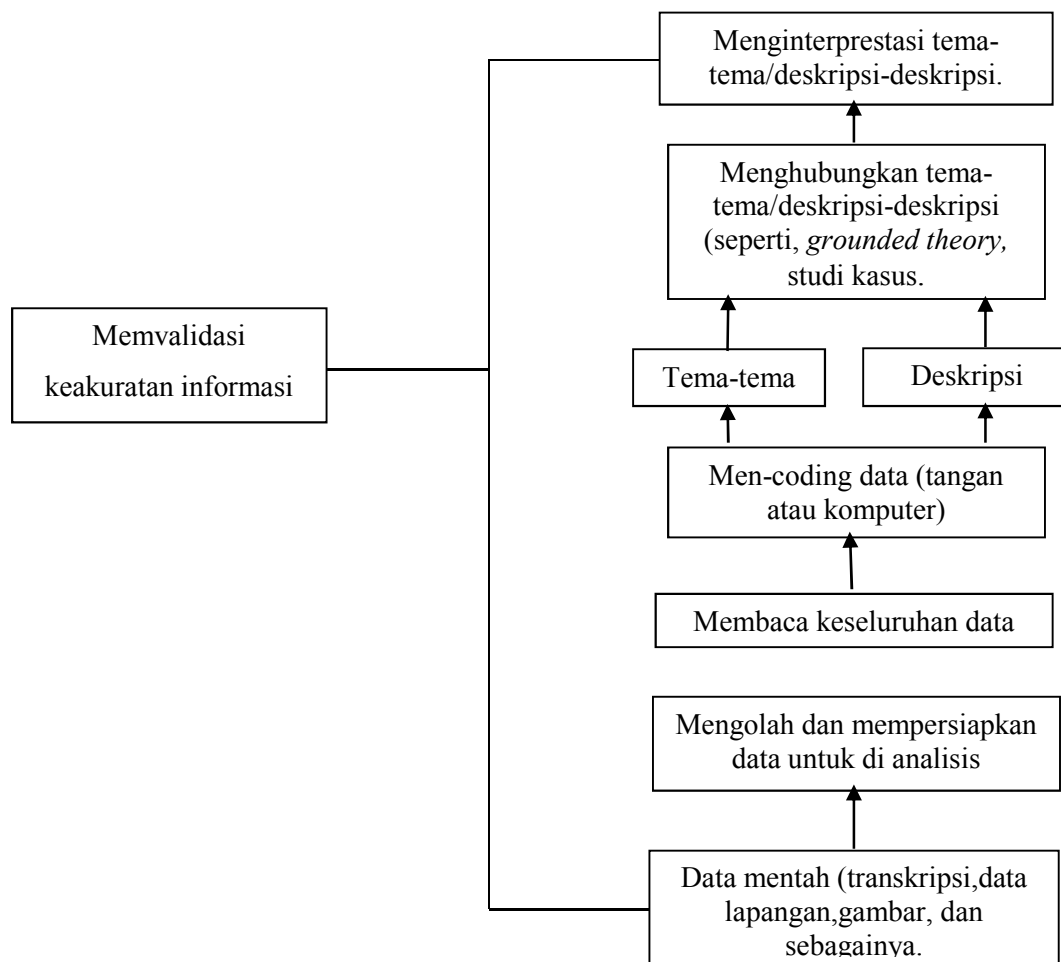 Menginterprestasi tema-
tema/deskripsi-deskripsi.
Menghubungkan tema-
tema/deskripsi-deskripsi
(seperti, grounded theory,
studi kasus.
Memvalidasi
keakuratan informasi
Tema-tema
Deskripsi
Men-coding data (tangan
atau komputer)
Membaca keseluruhan data
Mengolah dan mempersiapkan
data untuk di analisis
Data mentah (transkripsi,data
lapangan,gambar, dan
sebagainya.